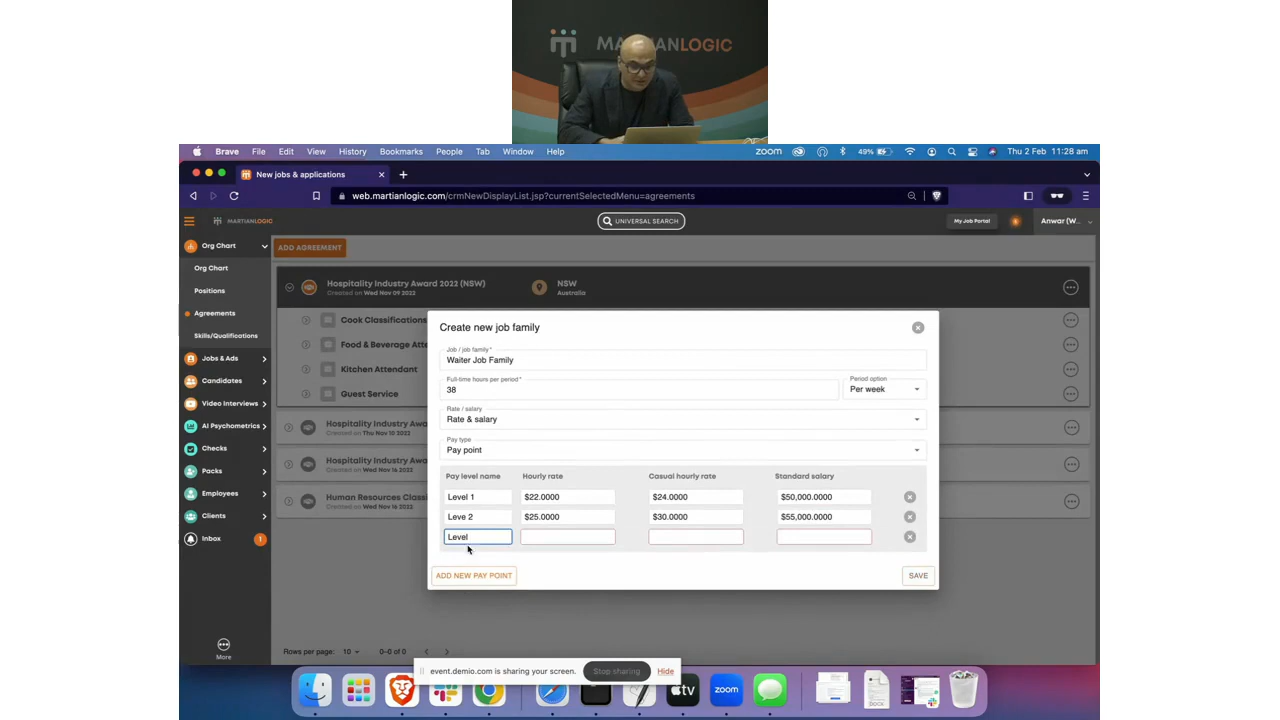 MARTIANLOGIC
Brave File Edit View History Bookmarks People Tab Window Help zoom 49% Thu 2 Feb 11:28 am
New jobs & applications
web.martianlogic.com/crmNewDisplayList.jsp?currentSelectedMenu=agreements
MARTIANLOGIC UNIVERSAL SEARCH My Job Portal Anwar (W...
Org Chart
Org Chart
Positions
Agreements
Skills/Qualifications
Jobs & Ads
Candidates
Video Interviews
AI Psychometrics
Checks
Packs
Employees
Clients
Inbox 1
More
ADD AGREEMENT
Hospitality Industry Award 2022 (NSW) NSW
Created on Wed Nov 09 2022 Australia
Cook Classifications
Food & Beverage Atte
Kitchen Attendant
Guest Service
Hospitality Industry Awa
Created on Thu Nov 10 2022
Hospitality Industry Awa
Created on Wed Nov 16 2022
Human Resources Classi
Created on Wed Nov 16 2022
Create new job family
Job / job family*
Waiter Job Family
Full-time hours per period* Period option
38 Per week
Rate / salary
Rate & salary
Pay type
Pay point
Pay level name Hourly rate Casual hourly rate Standard salary
Level 1 $22.0000 $24.0000 $50,000.0000
Leve 2 $25.0000 $30.0000 $55,000.0000
Level
ADD NEW PAY POINT SAVE
Rows per page: 10 0-0 of 0
event.demio.com is sharing your screen. Stop sharing Hide
tv zoom